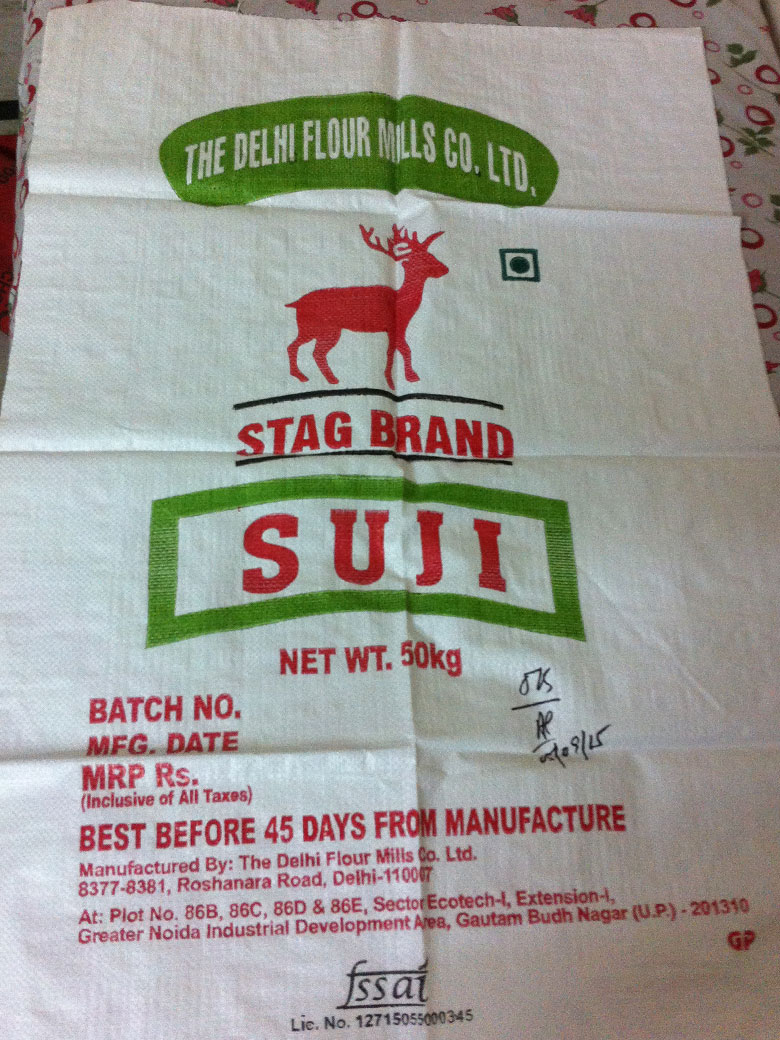 THE DELHI FLOUR MILLS CO. LTD.
STAG BRAND
SUJI
NET WT. 50kg
OK
BATCH NO.
MFG. DATE
MRP Rs.
(Inclusive of All Taxes)
BEST BEFORE 45 DAYS FROM MANUFACTURE
Manufactured By: The Delhi Flour Mills Co. Ltd.
8377-8381, Roshanara Road, Delhi-110007
At: Plot No. 86B, 86C, 86D & 86E, Sector Ecotech-I, Extension-I,
Greater Noida Industrial Development Area, Gautam Budh Nagar (U.P.) - 201310
GP
fssai
Lic. No. 12715055000345